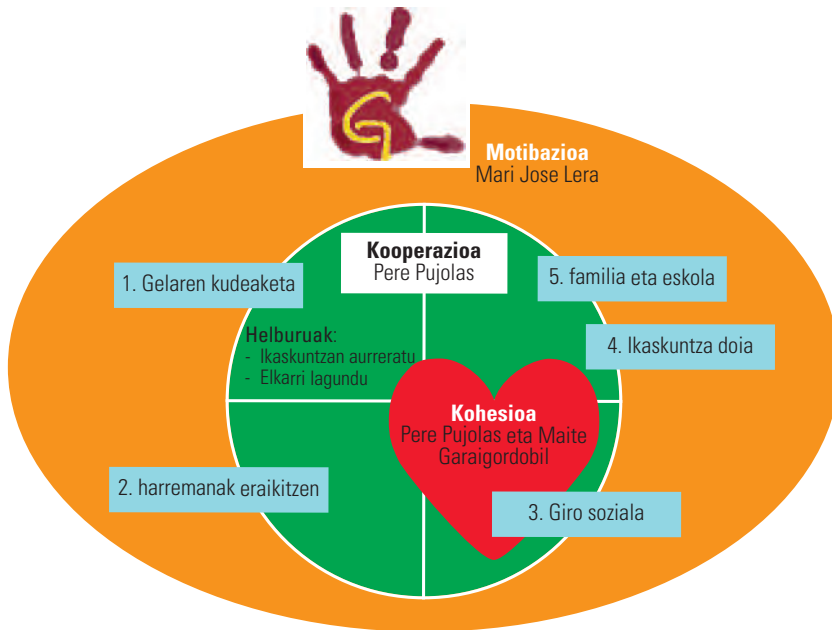 G
Motibazioa
Mari Jose Lera
Kooperazioa
Pere Pujolas
1. Gelaren kudeaketa
5. familia eta eskola
Helburuak:
- Ikaskuntzan aurreratu
- Elkarri lagundu
4. Ikaskuntza doia
Kohesioa
Pere Pujolas eta Maite
Garaigordobil
2. harremanak eraikitzen
3. Giro soziala